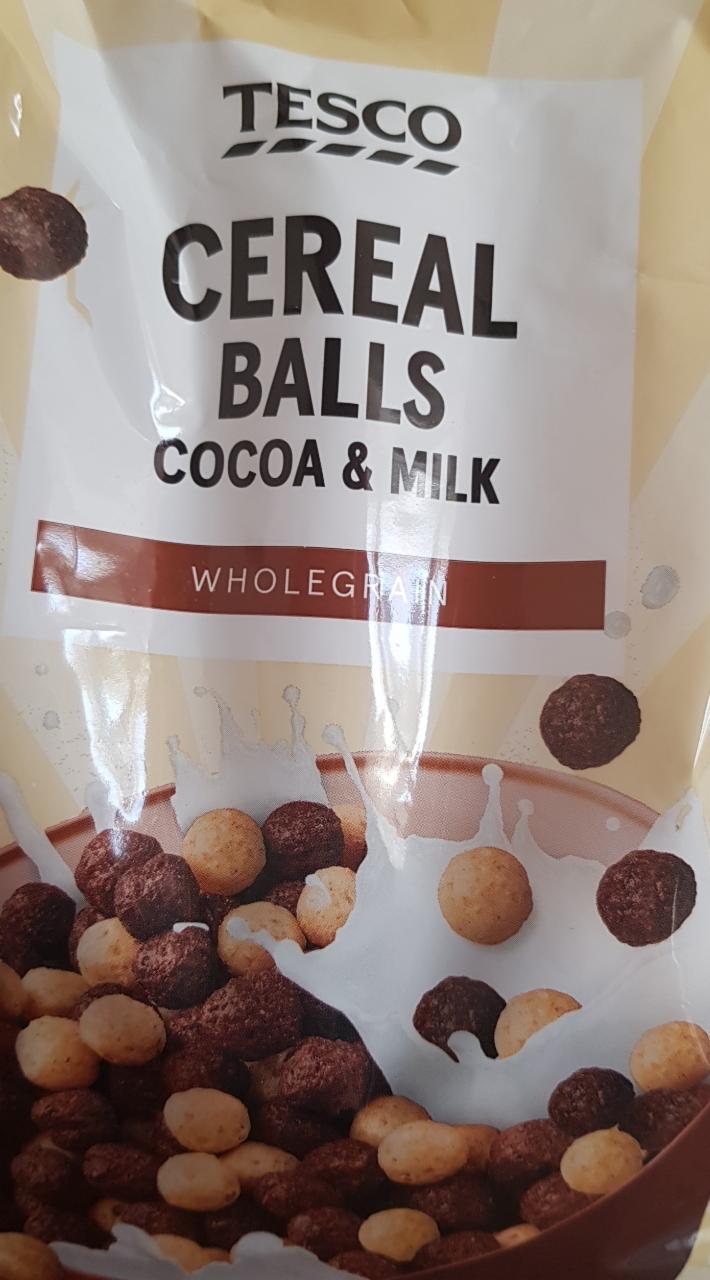 TESCO
CEREAL
BALLS
COCOA & MILK
WHOLEGRAIN